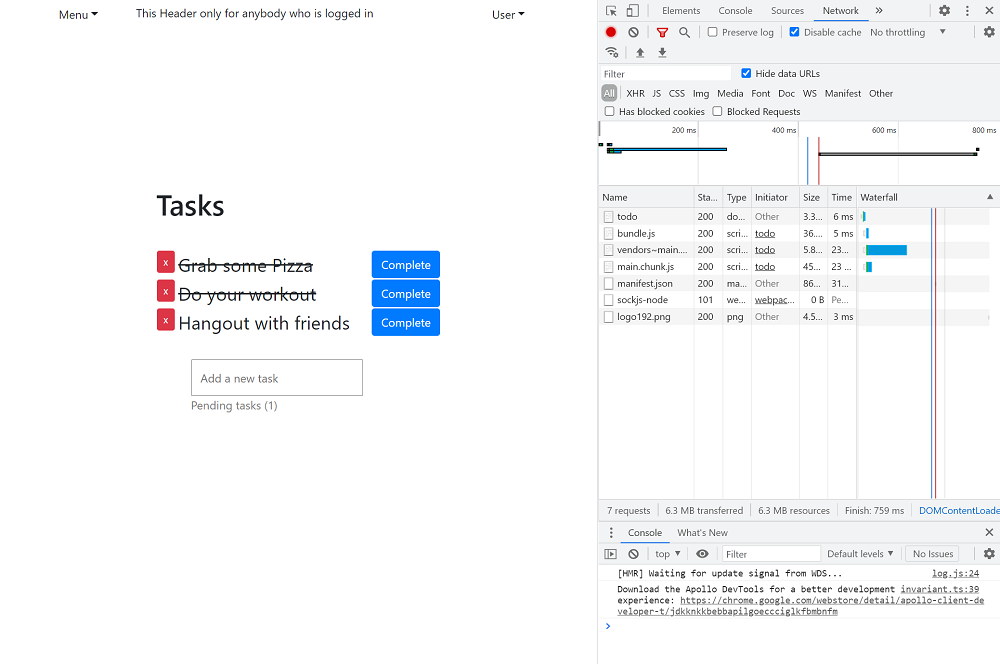 Menu
This Header only for anybody who is logged in
User
Tasks
x Grab some Pizza Complete
x Do your workout Complete
x Hangout with friends Complete
Add a new task
Pending tasks (1)
Elements Console Sources Network »
Preserve log Disable cache No throttling
Filter Hide data URLs
All XHR JS CSS Img Media Font Doc WS Manifest Other
Has blocked cookies Blocked Requests
200 ms 400 ms 600 ms 800 ms
Name Sta... Type Initiator Size Time Waterfall
todo 200 do... Other 3.3... 6 ms
bundle.js 200 scri... todo 36.... 5 ms
vendors~main.... 200 scri... todo 5.8... 23...
main.chunk.js 200 scri... todo 45... 23 ...
manifest.json 200 ma... Other 86... 31...
sockjs-node 101 we... webpac... 0 B Pe...
logo192.png 200 png Other 4.5... 3 ms
7 requests 6.3 MB transferred 6.3 MB resources Finish: 759 ms DOMContentLoade
Console What's New
top Filter Default levels No Issues
[HMR] Waiting for update signal from WDS... log.js:24
Download the Apollo DevTools for a better development invariant.ts:39
experience: https://chrome.google.com/webstore/detail/apollo-client-de
veloper-t/jdkknkkbebbapilgoeccciglkfbmbnfm